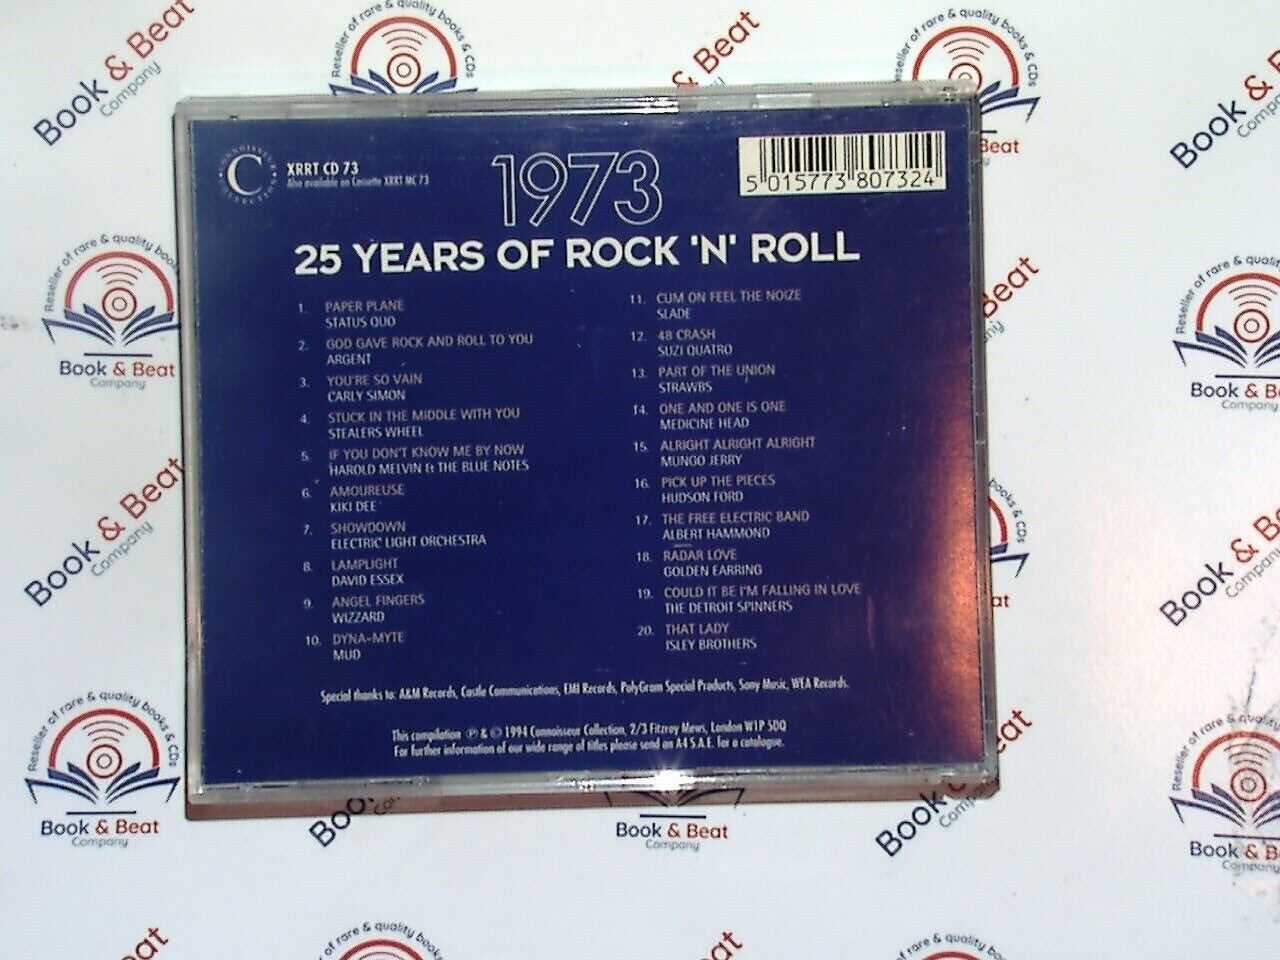 CONNOISSEUR COLLECTION
C
XRRT CD 73
Also available on Cassette XRRT MC 73
1973
5 015773 807324
25 YEARS OF ROCK 'N' ROLL
1. PAPER PLANE
STATUS QUO
2. GOD GAVE ROCK AND ROLL TO YOU
ARGENT
3. YOU'RE SO VAIN
CARLY SIMON
4. STUCK IN THE MIDDLE WITH YOU
STEALERS WHEEL
5. IF YOU DON'T KNOW ME BY NOW
HAROLD MELVIN & THE BLUE NOTES
6. AMOUREUSE
KIKI DEE
7. SHOWDOWN
ELECTRIC LIGHT ORCHESTRA
8. LAMPLIGHT
DAVID ESSEX
9. ANGEL FINGERS
WIZZARD
10. DYNA-MYTE
MUD
11. CUM ON FEEL THE NOIZE
SLADE
12. 48 CRASH
SUZI QUATRO
13. PART OF THE UNION
STRAWBS
14. ONE AND ONE IS ONE
MEDICINE HEAD
15. ALRIGHT ALRIGHT ALRIGHT
MUNGO JERRY
16. PICK UP THE PIECES
HUDSON FORD
17. THE FREE ELECTRIC BAND
ALBERT HAMMOND
18. RADAR LOVE
GOLDEN EARRING
19. COULD IT BE I'M FALLING IN LOVE
THE DETROIT SPINNERS
20. THAT LADY
ISLEY BROTHERS
Special thanks to: A&M Records, Castle Communications, EMI Records, PolyGram Special Products, Sony Music, WEA Records.
This compilation ℗ & © 1994 Connoisseur Collection, 2/3 Fitzroy Mews, London W1P 5DQ
For further information of our wide range of titles please send an A4 S.A.E. for a catalogue.
Reseller of rare & quality books & CDs
Book & Beat
Company